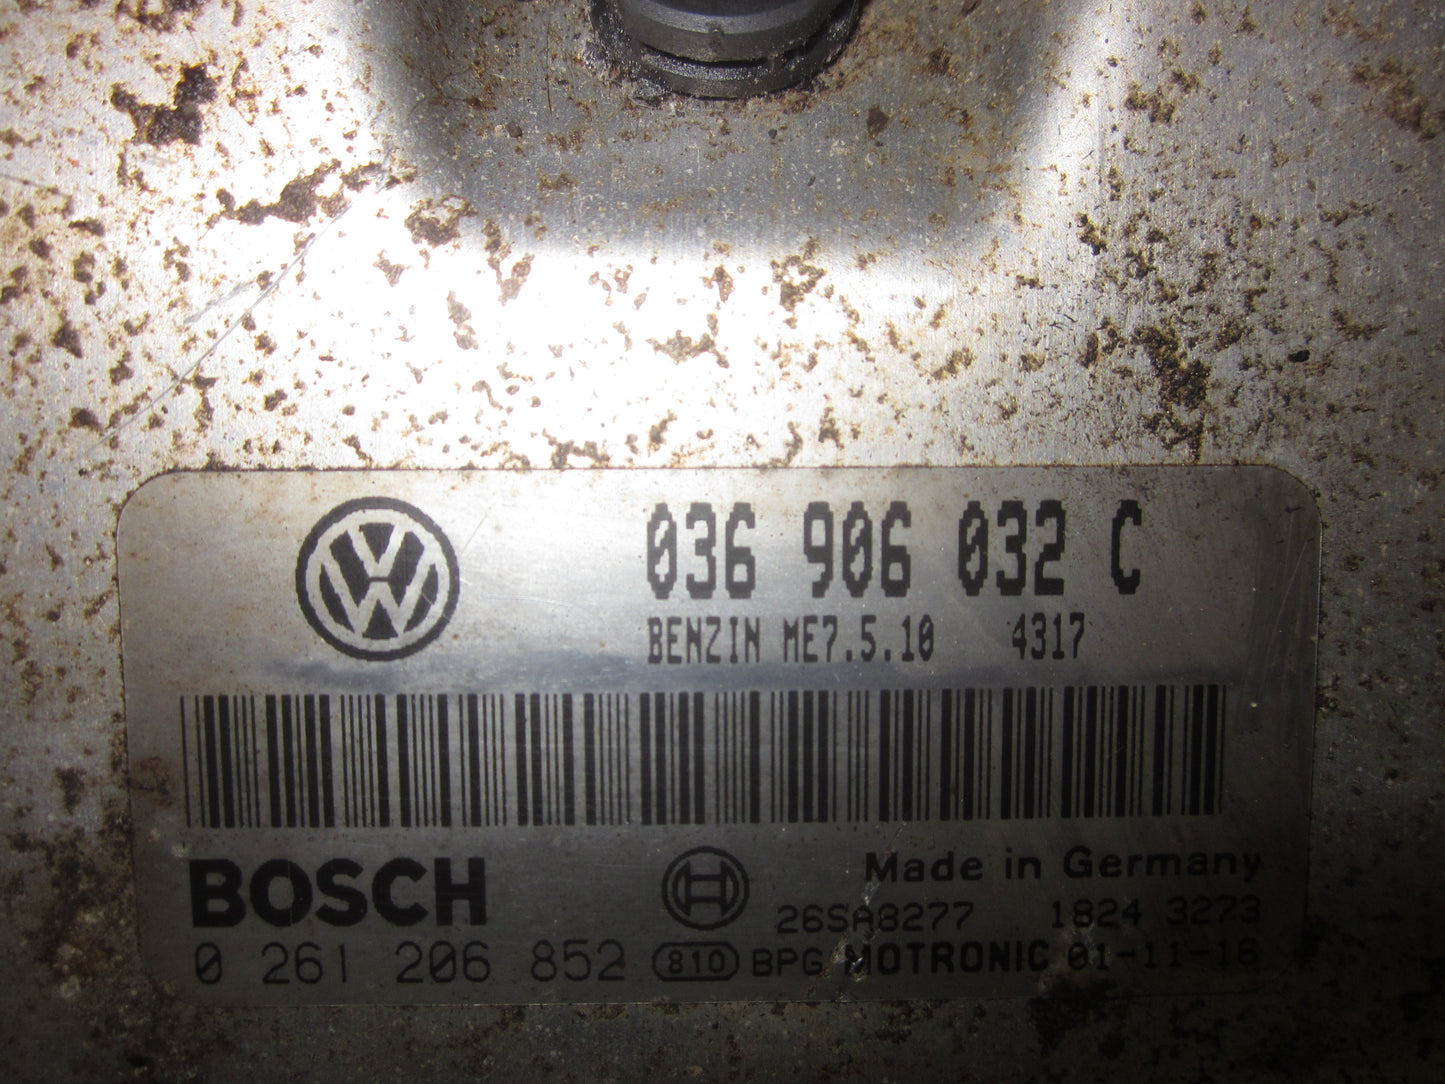 036 906 032 C
BENZIN ME7.5.10 4317
BOSCH
Made in Germany
26SA8277 1824 3273
0 261 206 852 810 BPG MOTRONIC 01-11-16